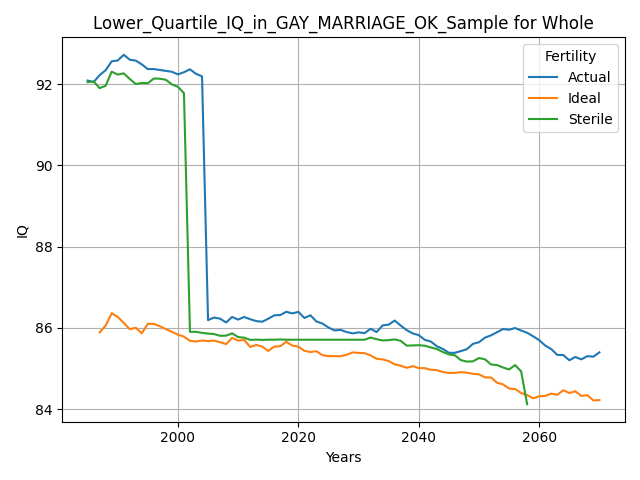 Lower_Quartile_IQ_in_GAY_MARRIAGE_OK_Sample for Whole
Fertility
Actual
Ideal
Sterile
IQ
92
90
88
86
84
2000
2020
2040
2060
Years